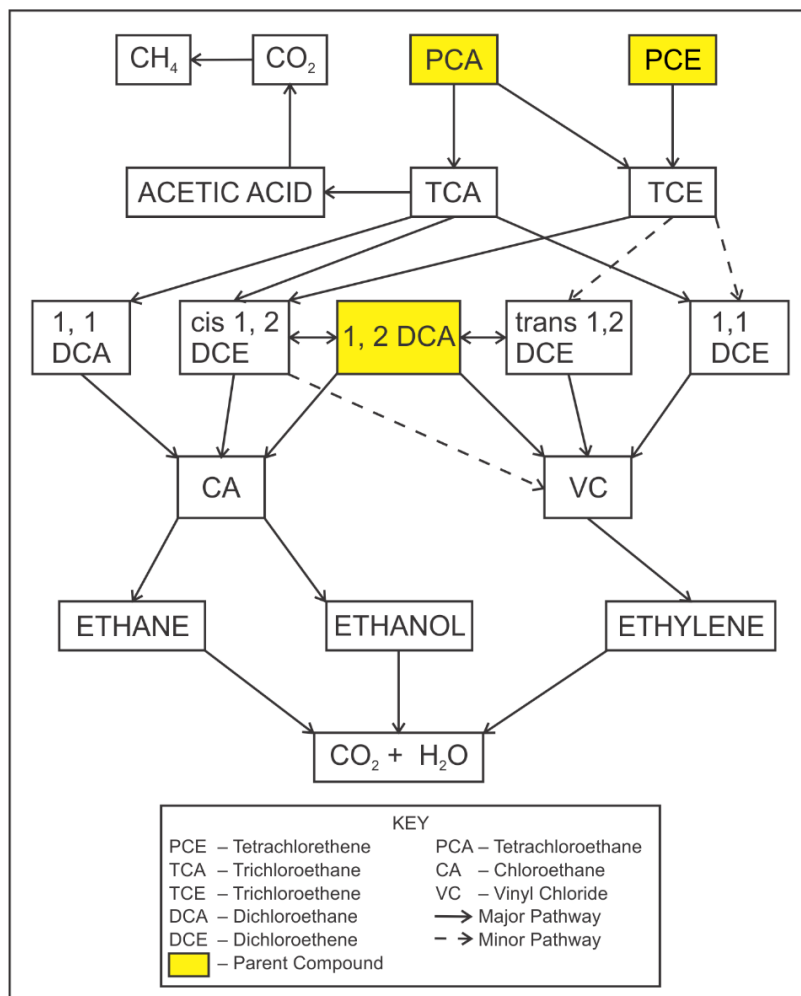 CH₄
CO₂
PCA
PCE
ACETIC ACID
TCA
TCE
1, 1
DCA
cis 1, 2
DCE
1, 2 DCA
trans 1,2
DCE
1,1
DCE
CA
VC
ETHANE
ETHANOL
ETHYLENE
CO₂ + H₂O
KEY
PCE – Tetrachlorethene
TCA – Trichloroethane
TCE – Trichloroethene
DCA – Dichloroethane
DCE – Dichloroethene
– Parent Compound
PCA – Tetrachloroethane
CA – Chloroethane
VC – Vinyl Chloride
Major Pathway
Minor Pathway